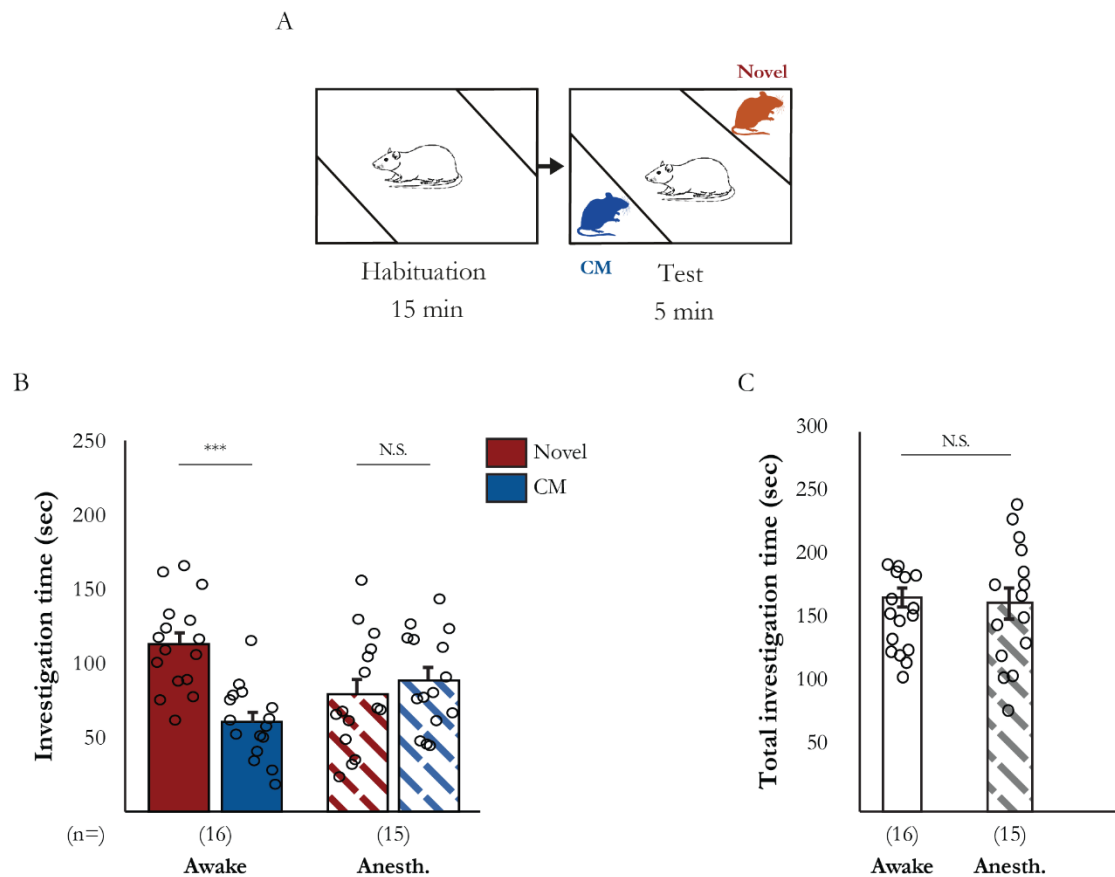 A
Novel
CM
Habituation
15 min
Test
5 min
B
Investigation time (sec)
250
200
150
100
50
***
N.S.
Novel
CM
(n=)
(16)
(15)
Awake
Anesth.
C
Total investigation time (sec)
300
250
200
150
100
50
N.S.
(16)
(15)
Awake
Anesth.